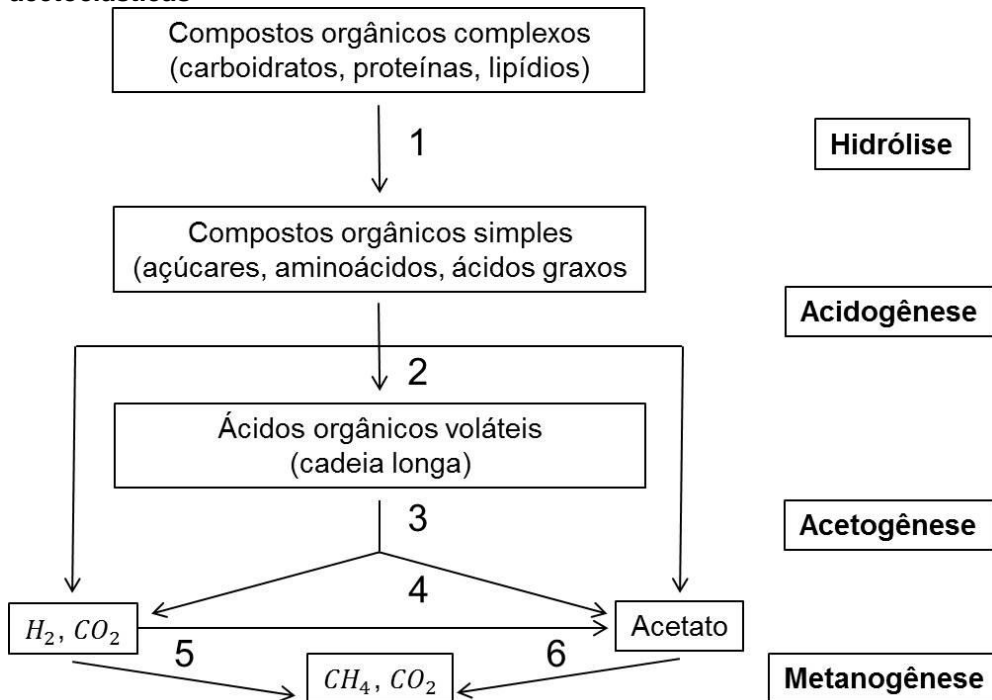 Compostos orgânicos complexos
(carboidratos, proteínas, lipídios)
1
Hidrólise
Compostos orgânicos simples
(açúcares, aminoácidos, ácidos graxos
Acidogênese
2
Ácidos orgânicos voláteis
(cadeia longa)
3
Acetogênese
4
H₂, CO₂
Acetato
5
6
CH₄, CO₂
Metanogênese